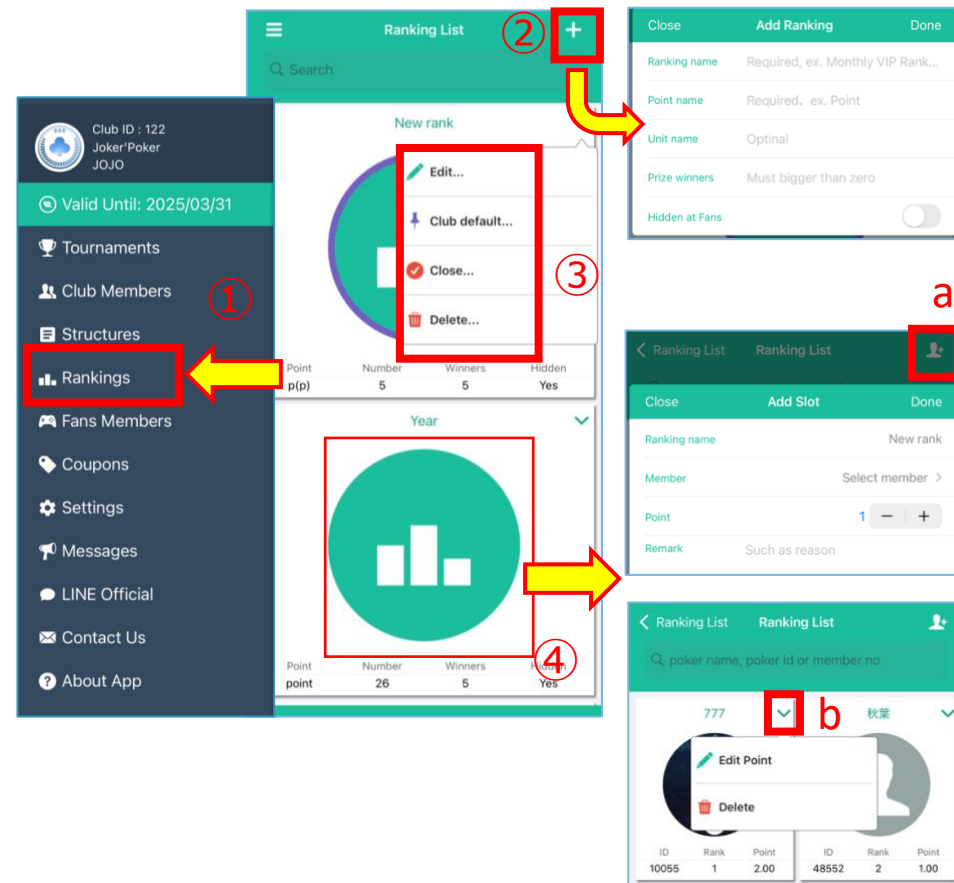 Club ID : 122
Joker'Poker
JOJO
Valid Until: 2025/03/31
Tournaments
Club Members
①
Structures
Rankings
Fans Members
Coupons
Settings
Messages
LINE Official
Contact Us
About App
Ranking List
②
+
Search
New rank
Edit...
Club default...
Close...
Delete...
③
Point Number Winners Hidden
p(p) 5 5 Yes
Year
④
Point Number Winners Hidden
point 26 5 Yes
Close Add Ranking Done
Ranking name Required, ex. Monthly VIP Rank...
Point name Required、ex. Point
Unit name Optinal
Prize winners Must bigger than zero
Hidden at Fans
a
Ranking List Ranking List
Close Add Slot Done
Ranking name New rank
Member Select member >
Point 1 − +
Remark Such as reason
Ranking List Ranking List
poker name, poker id or member no
777 b 秋葉
Edit Point
Delete
ID Rank Point ID Rank Point
10055 1 2.00 48552 2 1.00